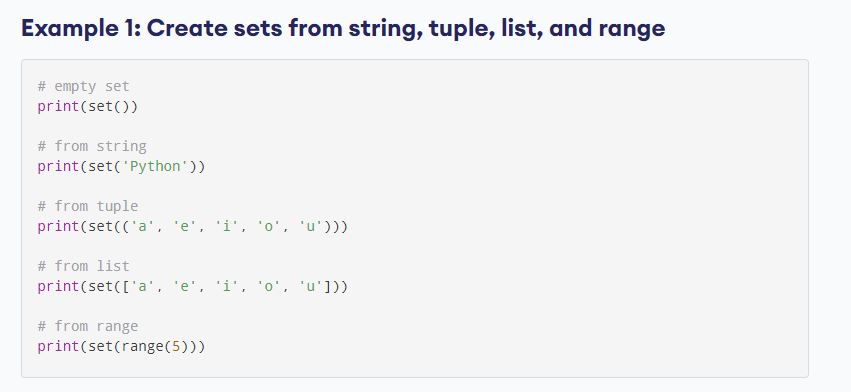 Example 1: Create sets from string, tuple, list, and range
# empty set
print(set())
# from string
print(set('Python'))
# from tuple
print(set(('a', 'e', 'i', 'o', 'u')))
# from list
print(set(['a', 'e', 'i', 'o', 'u']))
# from range
print(set(range(5)))